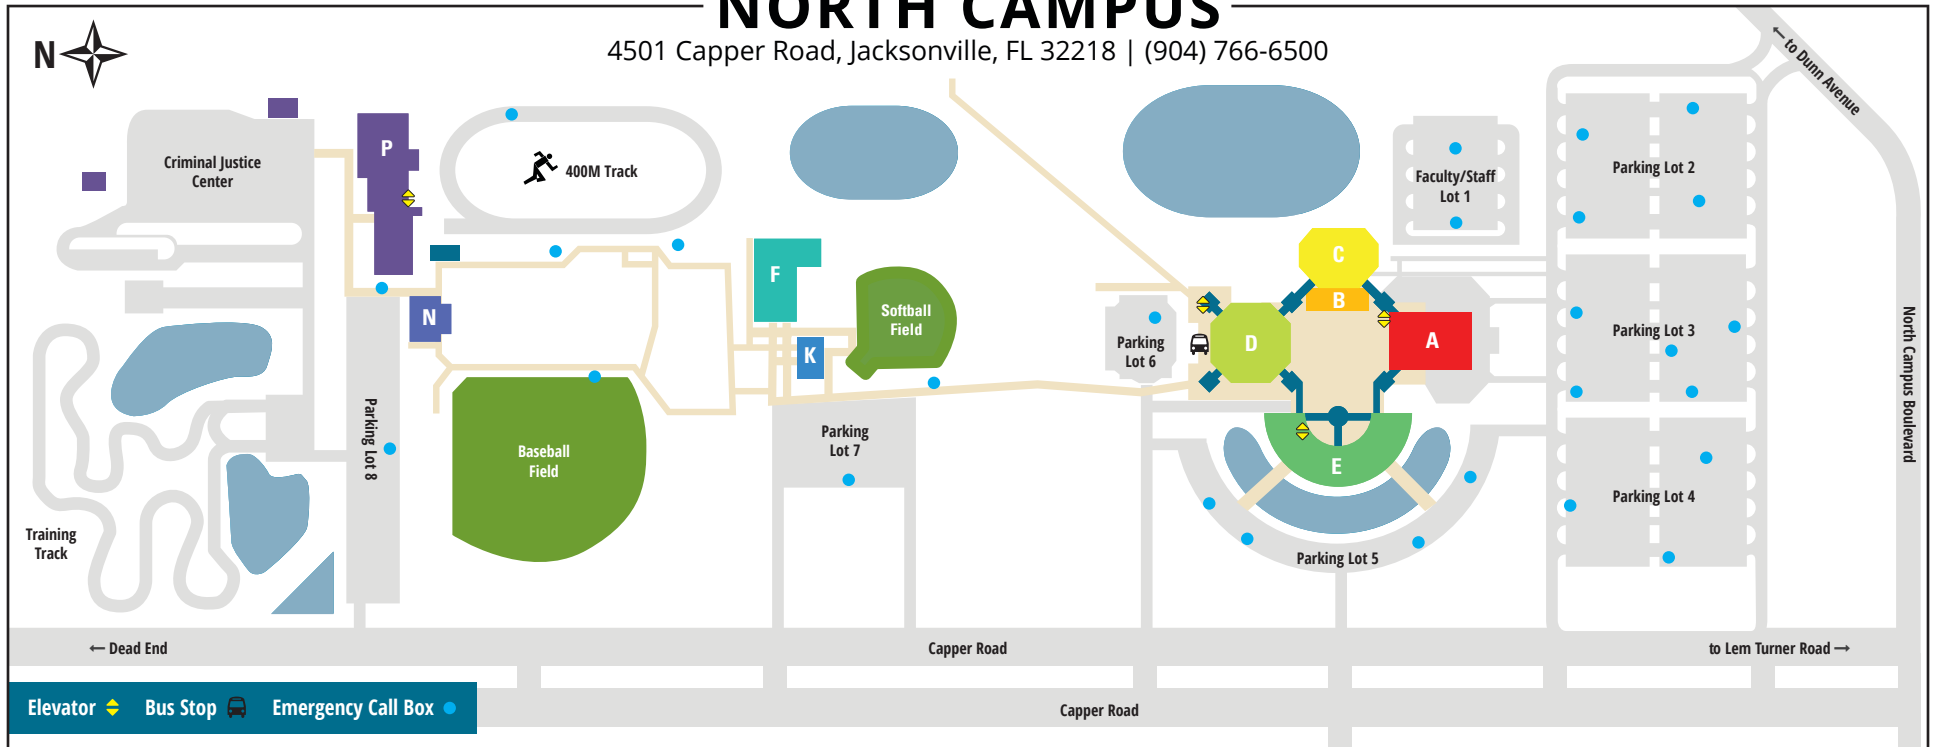 NORTH CAMPUS
4501 Capper Road, Jacksonville, FL 32218 | (904) 766-6500
N
← to Dunn Avenue
Criminal Justice
Center
P
400M Track
Faculty/Staff
Lot 1
Parking Lot 2
C
F
B
N
Softball
Field
K
Parking
Lot 6
D
A
Parking Lot 3
North Campus Boulevard
Parking Lot 8
Baseball
Field
Parking
Lot 7
E
Parking Lot 4
Training
Track
Parking Lot 5
← Dead End
Capper Road
to Lem Turner Road →
Elevator
Bus Stop
Emergency Call Box
Capper Road